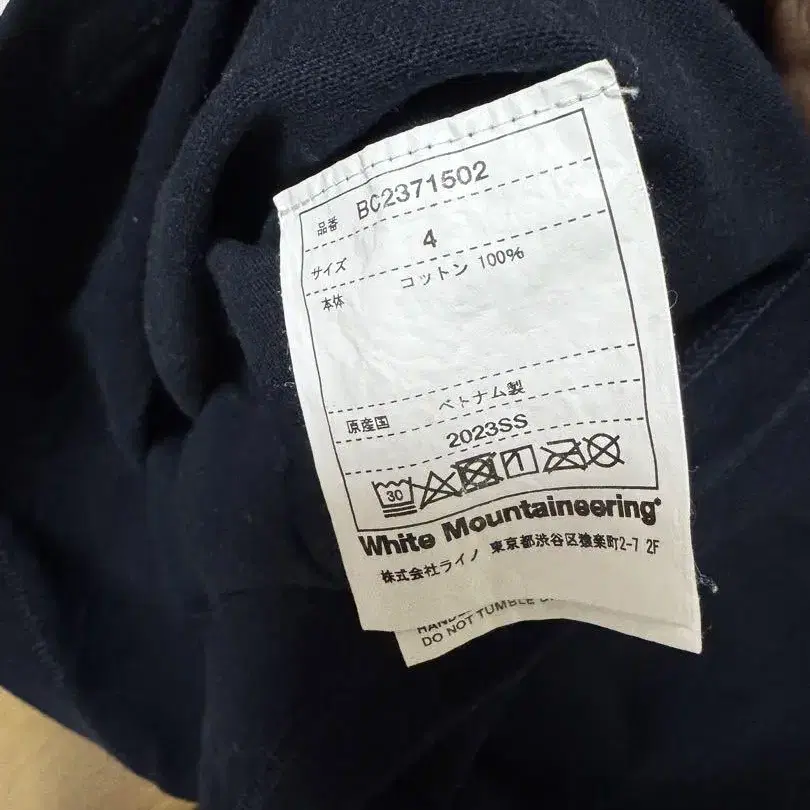 品番 BC2371502
サイズ 4
本体 コットン 100%
原産国 ベトナム製
2023SS
30
White Mountaineering®
株式会社ライノ 東京都渋谷区猿楽町2-7 2F
DO NOT TUMBLE